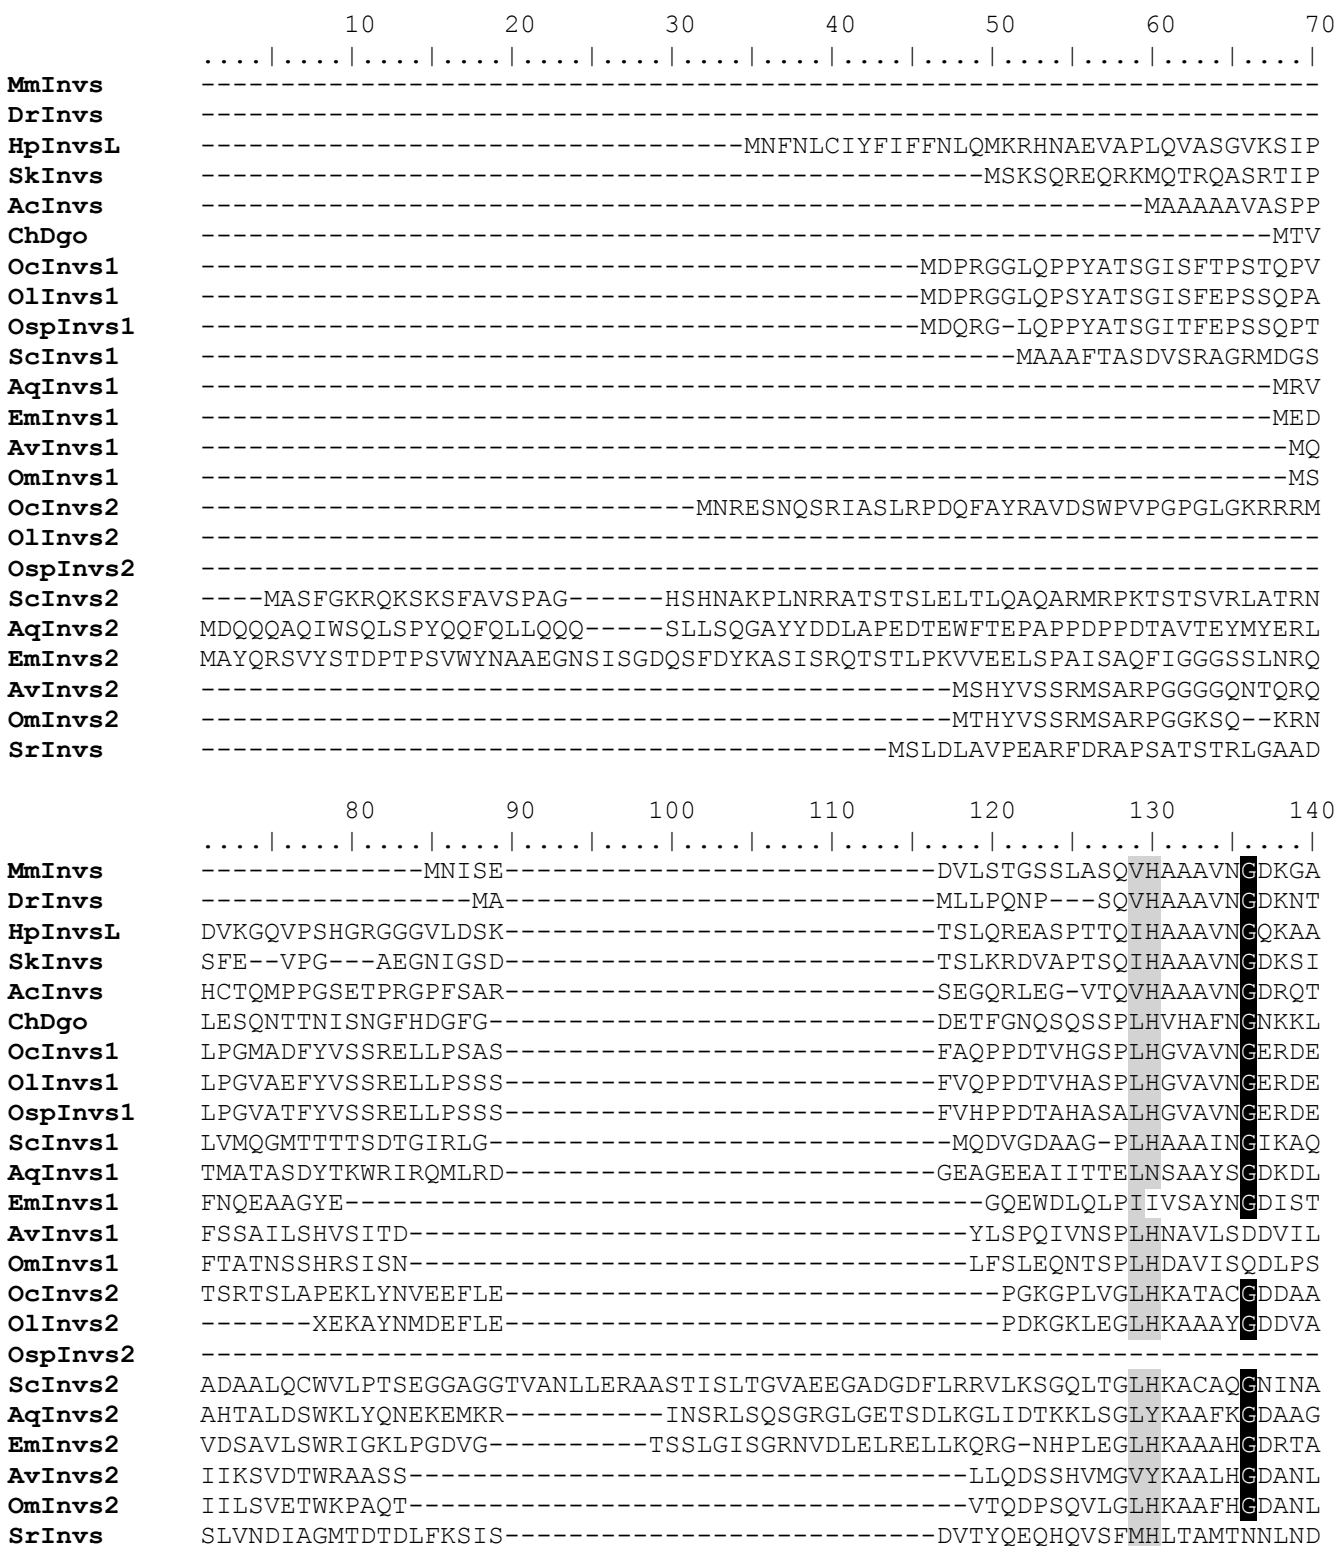 10 20 30 40 50 60 70
....|....|....|....|....|....|....|....|....|....|....|....|....|....|
MmInvs ----------------------------------------------------------------------
DrInvs ----------------------------------------------------------------------
HpInvsL ----------------------------------MNFNLCIYFIFFNLQMKRHNAEVAPLQVASGVKSIP
SkInvs -------------------------------------------------MSKSQREQRKMQTRQASRTIP
AcInvs -----------------------------------------------------------MAAAAAVASPP
ChDgo -------------------------------------------------------------------MTV
OcInvs1 ---------------------------------------------MDPRGGLQPPYATSGISFTPSTQPV
OlInvs1 ---------------------------------------------MDPRGGLQPSYATSGISFEPSSQPA
OspInvs1 ---------------------------------------------MDQRG-LQPPYATSGITFEPSSQPT
ScInvs1 ---------------------------------------------------MAAAFTASDVSRAGRMDGS
AqInvs1 -------------------------------------------------------------------MRV
EmInvs1 -------------------------------------------------------------------MED
AvInvs1 --------------------------------------------------------------------MQ
OmInvs1 --------------------------------------------------------------------MS
OcInvs2 -------------------------------MNRESNQSRIASLRPDQFAYRAVDSWPVPGPGLGKRRRM
OlInvs2 ----------------------------------------------------------------------
OspInvs2 ----------------------------------------------------------------------
ScInvs2 ----MASFGKRQKSKSFAVSPAG------HSHNAKPLNRRATSTSLELTLQAQARMRPKTSTSVRLATRN
AqInvs2 MDQQQAQIWSQLSPYQQFQLLQQQ-----SLLSQGAYYDDLAPEDTEWFTEPAPPDPPDTAVTEYMYERL
EmInvs2 MAYQRSVYSTDPTPSVWYNAAEGNSISGDQSFDYKASISRQTSTLPKVVEELSPAISAQFIGGGSSLNRQ
AvInvs2 -----------------------------------------------MSHYVSSRMSARPGGGGQNTQRQ
OmInvs2 -----------------------------------------------MTHYVSSRMSARPGGKSQ--KRN
SrInvs -------------------------------------------MSLDLAVPEARFDRAPSATSTRLGAAD
80 90 100 110 120 130 140
....|....|....|....|....|....|....|....|....|....|....|....|....|....|
MmInvs --------------MNISE---------------------------DVLSTGSSLASQVHAAAVNGDKGA
DrInvs -----------------MA---------------------------MLLPQNP---SQVHAAAVNGDKNT
HpInvsL DVKGQVPSHGRGGGVLDSK---------------------------TSLQREASPTTQIHAAAVNGQKAA
SkInvs SFE--VPG---AEGNIGSD---------------------------TSLKRDVAPTSQIHAAAVNGDKSI
AcInvs HCTQMPPGSETPRGPFSAR---------------------------SEGQRLEG-VTQVHAAAVNGDRQT
ChDgo LESQNTTNISNGFHDGFG----------------------------DETFGNQSQSSPLHVHAFNGNKKL
OcInvs1 LPGMADFYVSSRELLPSAS---------------------------FAQPPDTVHGSPLHGVAVNGERDE
OlInvs1 LPGVAEFYVSSRELLPSSS---------------------------FVQPPDTVHASPLHGVAVNGERDE
OspInvs1 LPGVATFYVSSRELLPSSS---------------------------FVHPPDTAHASALHGVAVNGERDE
ScInvs1 LVMQGMTTTTSDTGIRLG-----------------------------MQDVGDAAG-PLHAAAINGIKAQ
AqInvs1 TMATASDYTKWRIRQMLRD---------------------------GEAGEEAIITTELNSAAYSGDKDL
EmInvs1 FNQEAAGYE----------------------------------------GQEWDLQLPIIVSAYNGDIST
AvInvs1 FSSAILSHVSITD-----------------------------------YLSPQIVNSPLHNAVLSDDVIL
OmInvs1 FTATNSSHRSISN-----------------------------------LFSLEQNTSPLHDAVISQDLPS
OcInvs2 TSRTSLAPEKLYNVEEFLE-------------------------------PGKGPLVGLHKATACGDDAA
OlInvs2 -------XEKAYNMDEFLE-------------------------------PDKGKLEGLHKAAAYGDDVA
OspInvs2 ----------------------------------------------------------------------
ScInvs2 ADAALQCWVLPTSEGGAGGTVANLLERAASTISLTGVAEEGADGDFLRRVLKSGQLTGLHKACAQGNINA
AqInvs2 AHTALDSWKLYQNEKEMKR----------INSRLSQSGRGLGETSDLKGLIDTKKLSGLYKAAFKGDAAG
EmInvs2 VDSAVLSWRIGKLPGDVG----------TSSLGISGRNVDLELRELLKQRG-NHPLEGLHKAAAHGDRTA
AvInvs2 IIKSVDTWRAASS-----------------------------------LLQDSSHVMGVYKAALHGDANL
OmInvs2 IILSVETWKPAQT-----------------------------------VTQDPSQVLGLHKAAFHGDANL
SrInvs SLVNDIAGMTDTDLFKSIS---------------------------DVTYQEQHQVSFMHLTAMTNNLND